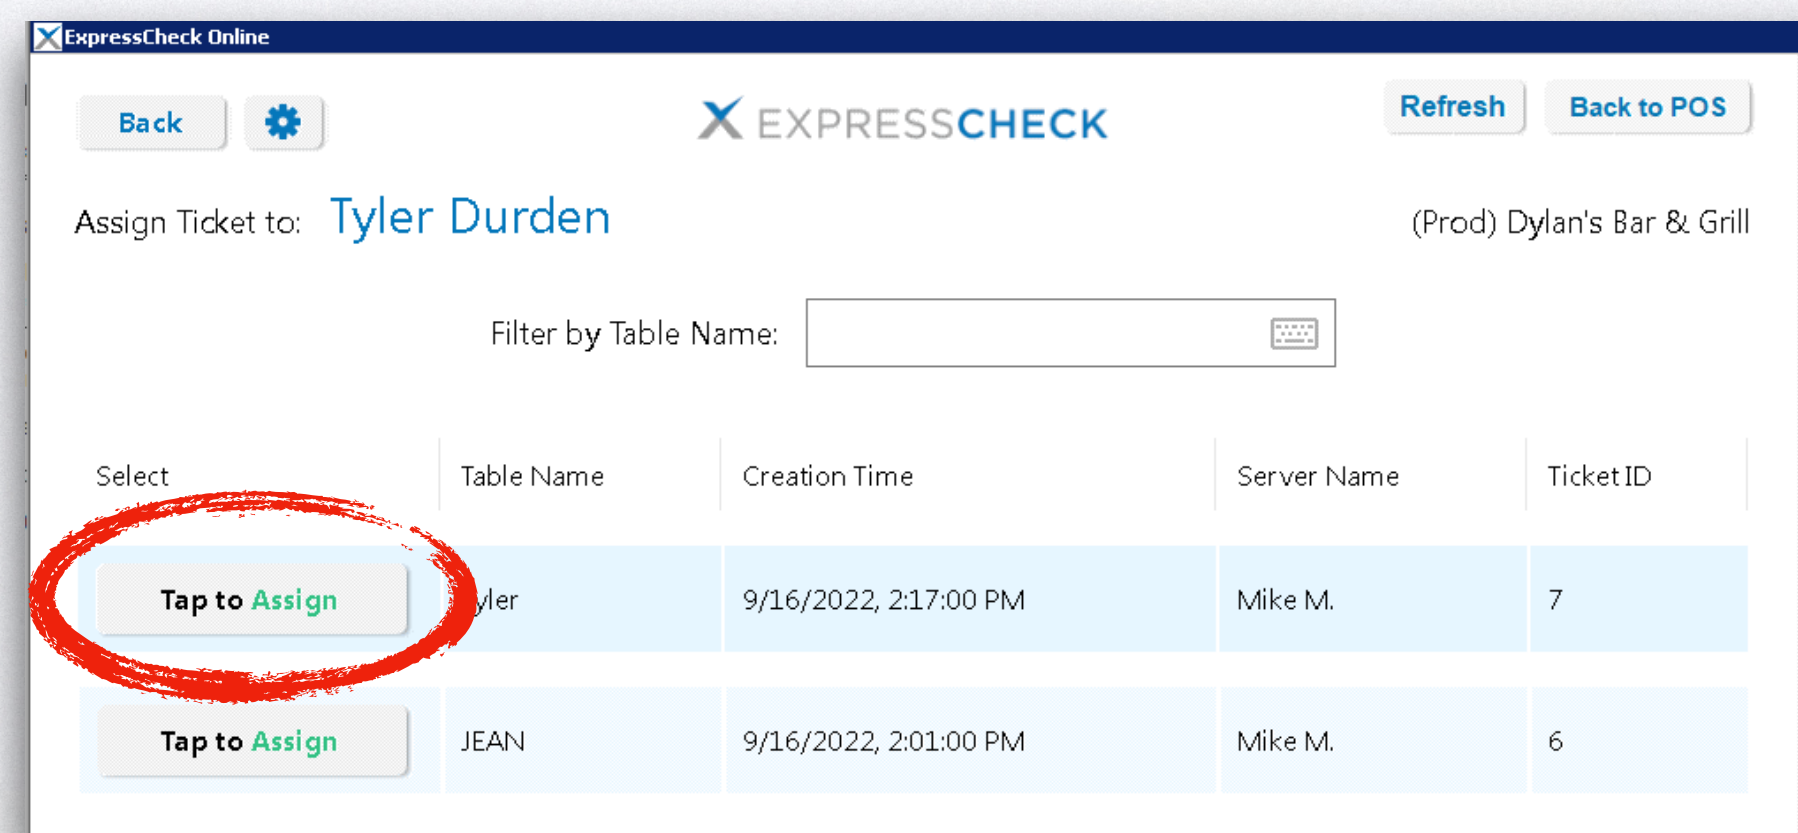 ExpressCheck Online
Back
EXPRESSCHECK
Refresh
Back to POS
Assign Ticket to: Tyler Durden
(Prod) Dylan's Bar & Grill
Filter by Table Name:
Select Table Name Creation Time Server Name Ticket ID
Tap to Assign yler 9/16/2022, 2:17:00 PM Mike M. 7
Tap to Assign JEAN 9/16/2022, 2:01:00 PM Mike M. 6